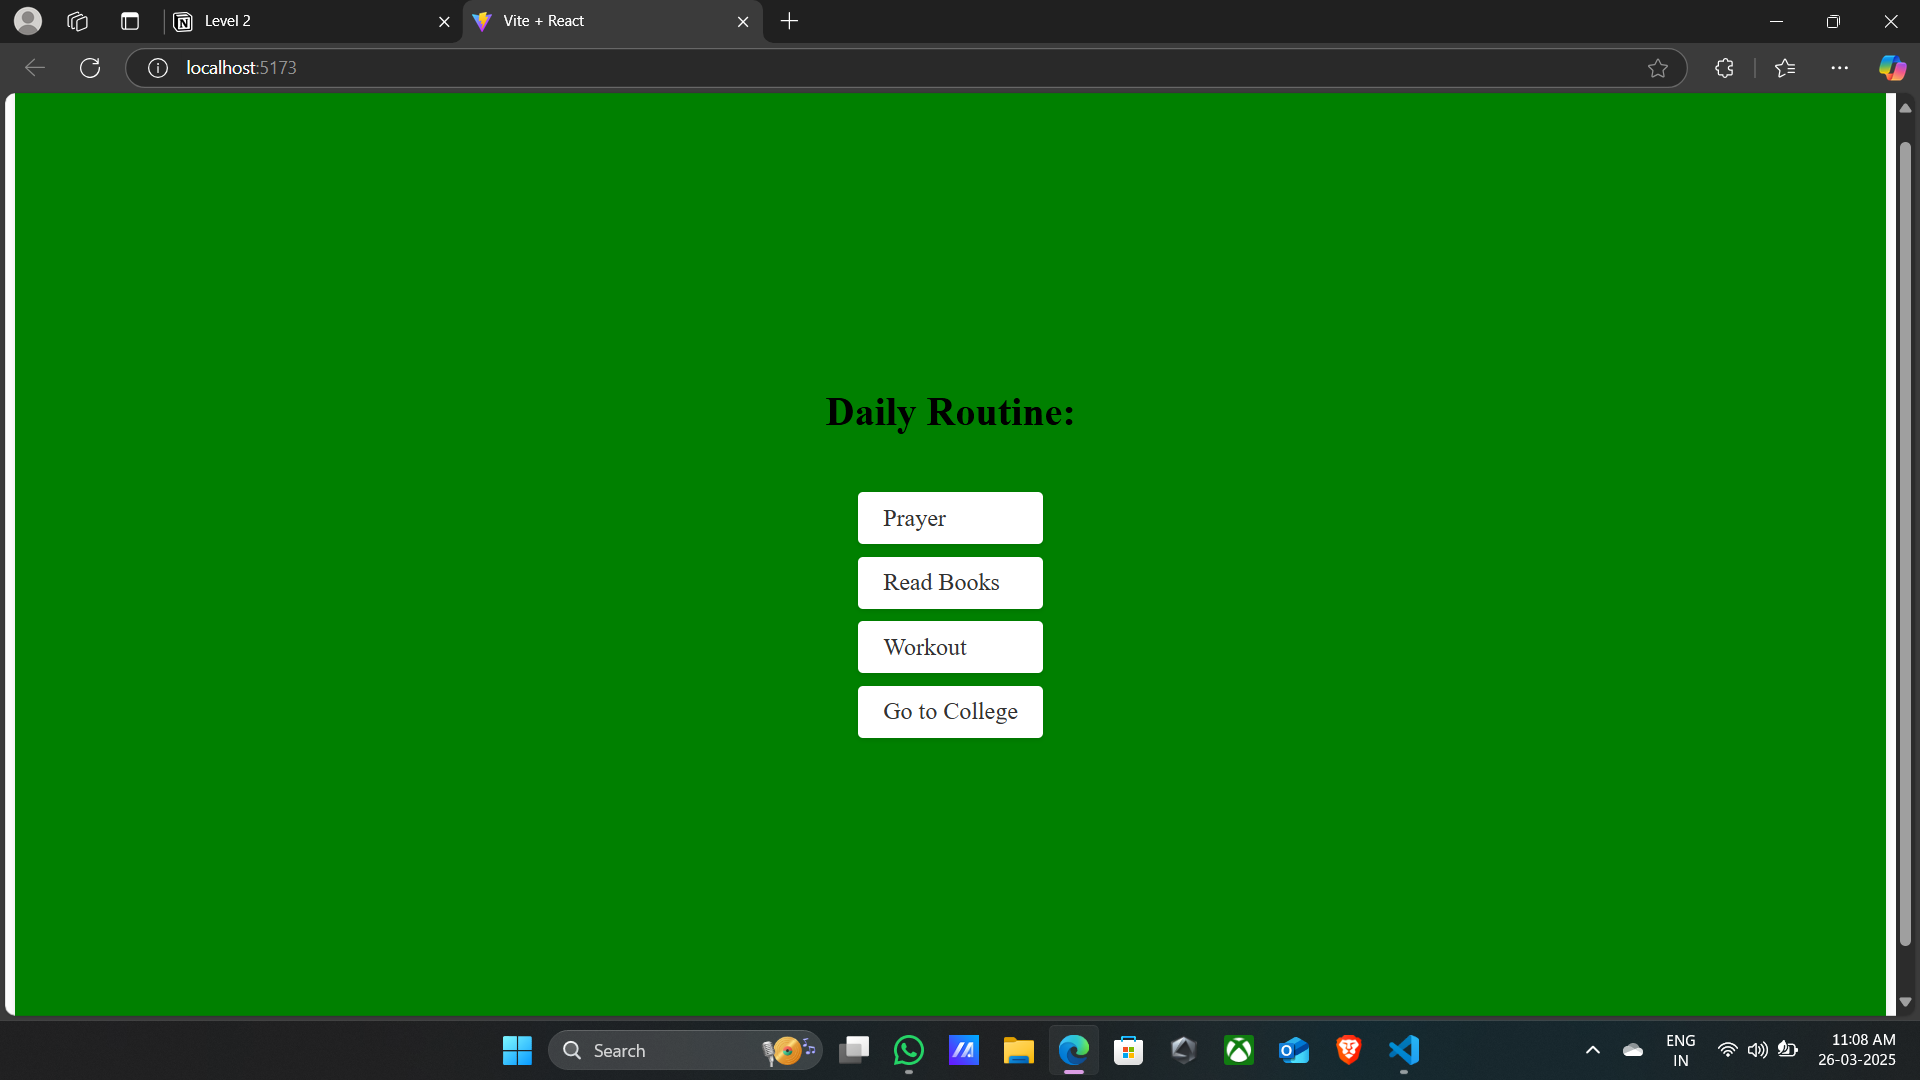 Level 2
Vite + React
localhost:5173
Daily Routine:
Prayer
Read Books
Workout
Go to College
Search
ENG
IN
11:08 AM
26-03-2025